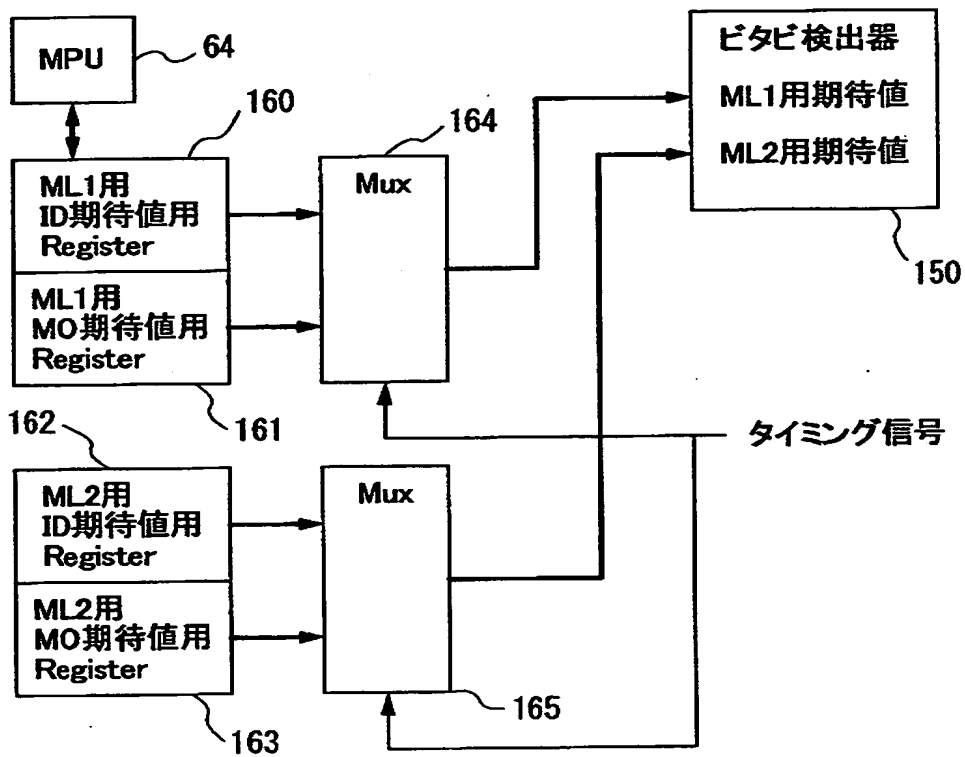 MPU
64
ビタビ検出器
ML1用期待値
ML2用期待値
150
160
ML1用
ID期待値用
Register
ML1用
MO期待値用
Register
161
164
Mux
タイミング信号
162
ML2用
ID期待値用
Register
ML2用
MO期待値用
Register
163
Mux
165